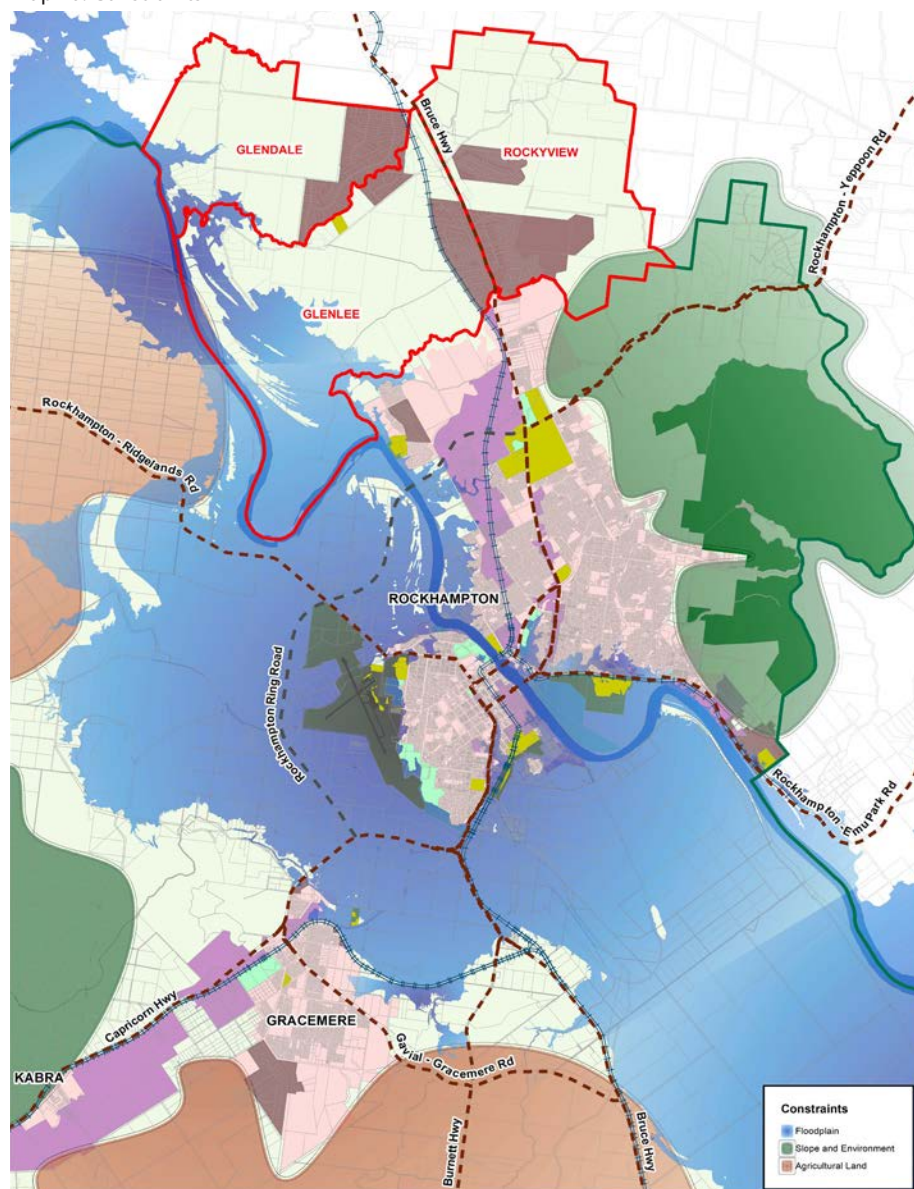 Bruce Hwy
GLENDALE
ROCKYVIEW
Rockhampton - Yeppoon Rd
GLENLEE
Rockhampton - Ridgelands Rd
ROCKHAMPTON
Rockhampton Ring Road
Rockhampton - Emu Park Rd
Capricorn Hwy
GRACEMERE
KABRA
Gavial - Gracemere Rd
Burnett Hwy
Bruce Hwy
Constraints
Floodplain
Slope and Environment
Agricultural Land